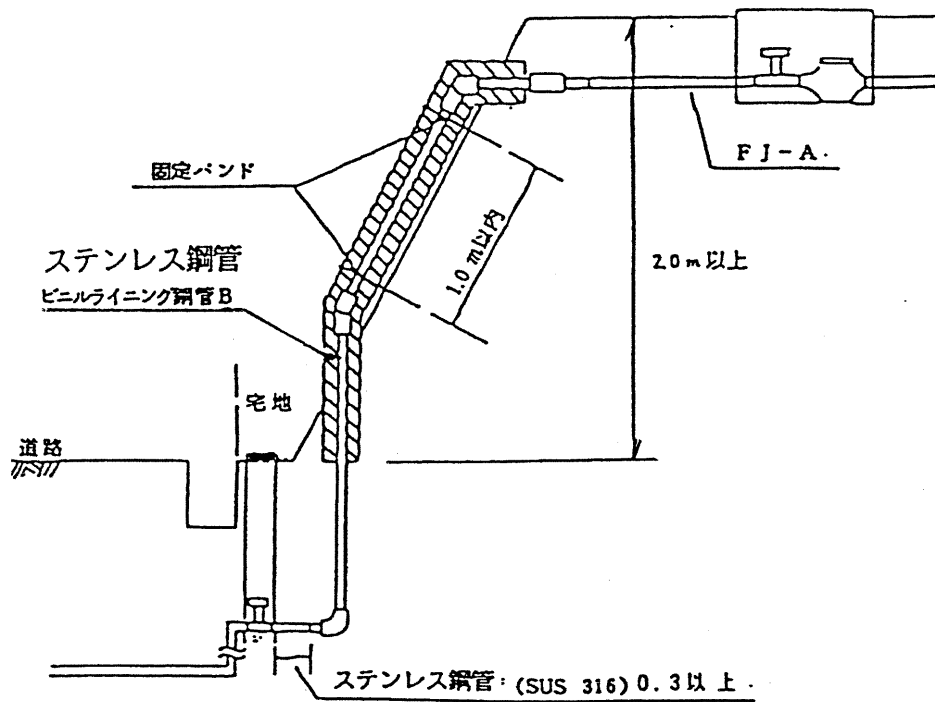 FJ-A.
固定バンド
ステンレス鋼管
ビニルライニング鋼管B
1.0m以内
20m以上
宅地
道路
ステンレス鋼管:(SUS 316)0.3以上.